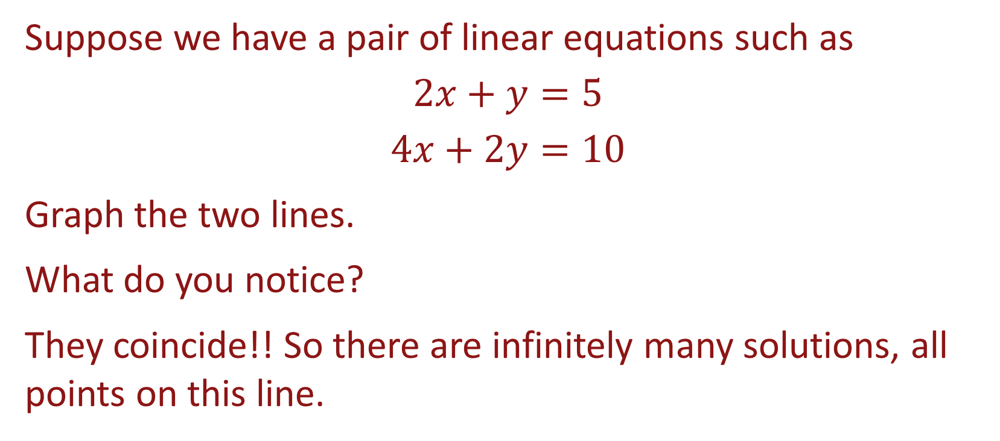 Suppose we have a pair of linear equations such as
2x + y = 5
4x + 2y = 10
Graph the two lines.
What do you notice?
They coincide!! So there are infinitely many solutions, all
points on this line.